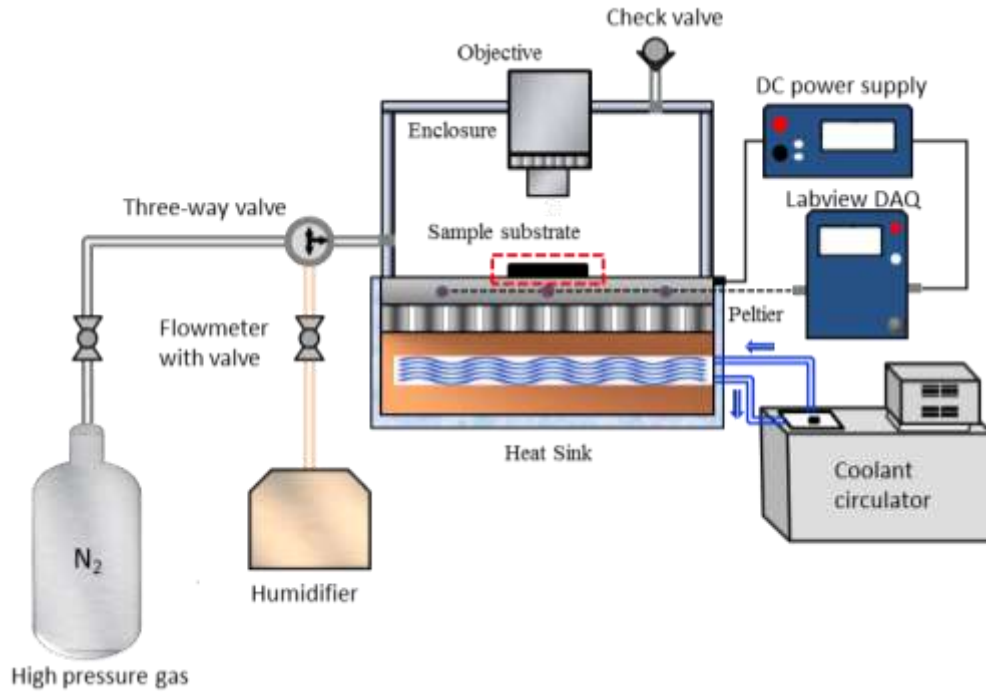 Check valve
Objective
DC power supply
Enclosure
Labview DAQ
Three-way valve
Sample substrate
Peltier
Flowmeter
with valve
Heat Sink
Coolant
circulator
N2
Humidifier
High pressure gas